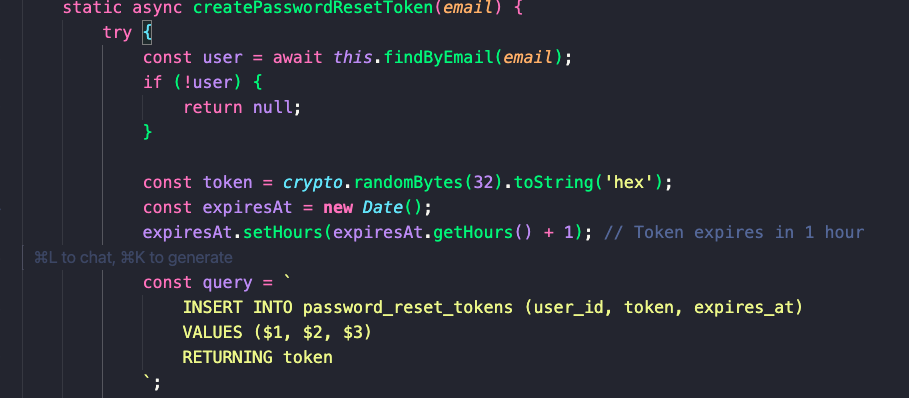 static async createPasswordResetToken(email) {
try {
const user = await this.findByEmail(email);
if (!user) {
return null;
}
const token = crypto.randomBytes(32).toString('hex');
const expiresAt = new Date();
expiresAt.setHours(expiresAt.getHours() + 1); // Token expires in 1 hour
⌘L to chat, ⌘K to generate
const query = `
INSERT INTO password_reset_tokens (user_id, token, expires_at)
VALUES ($1, $2, $3)
RETURNING token
`;